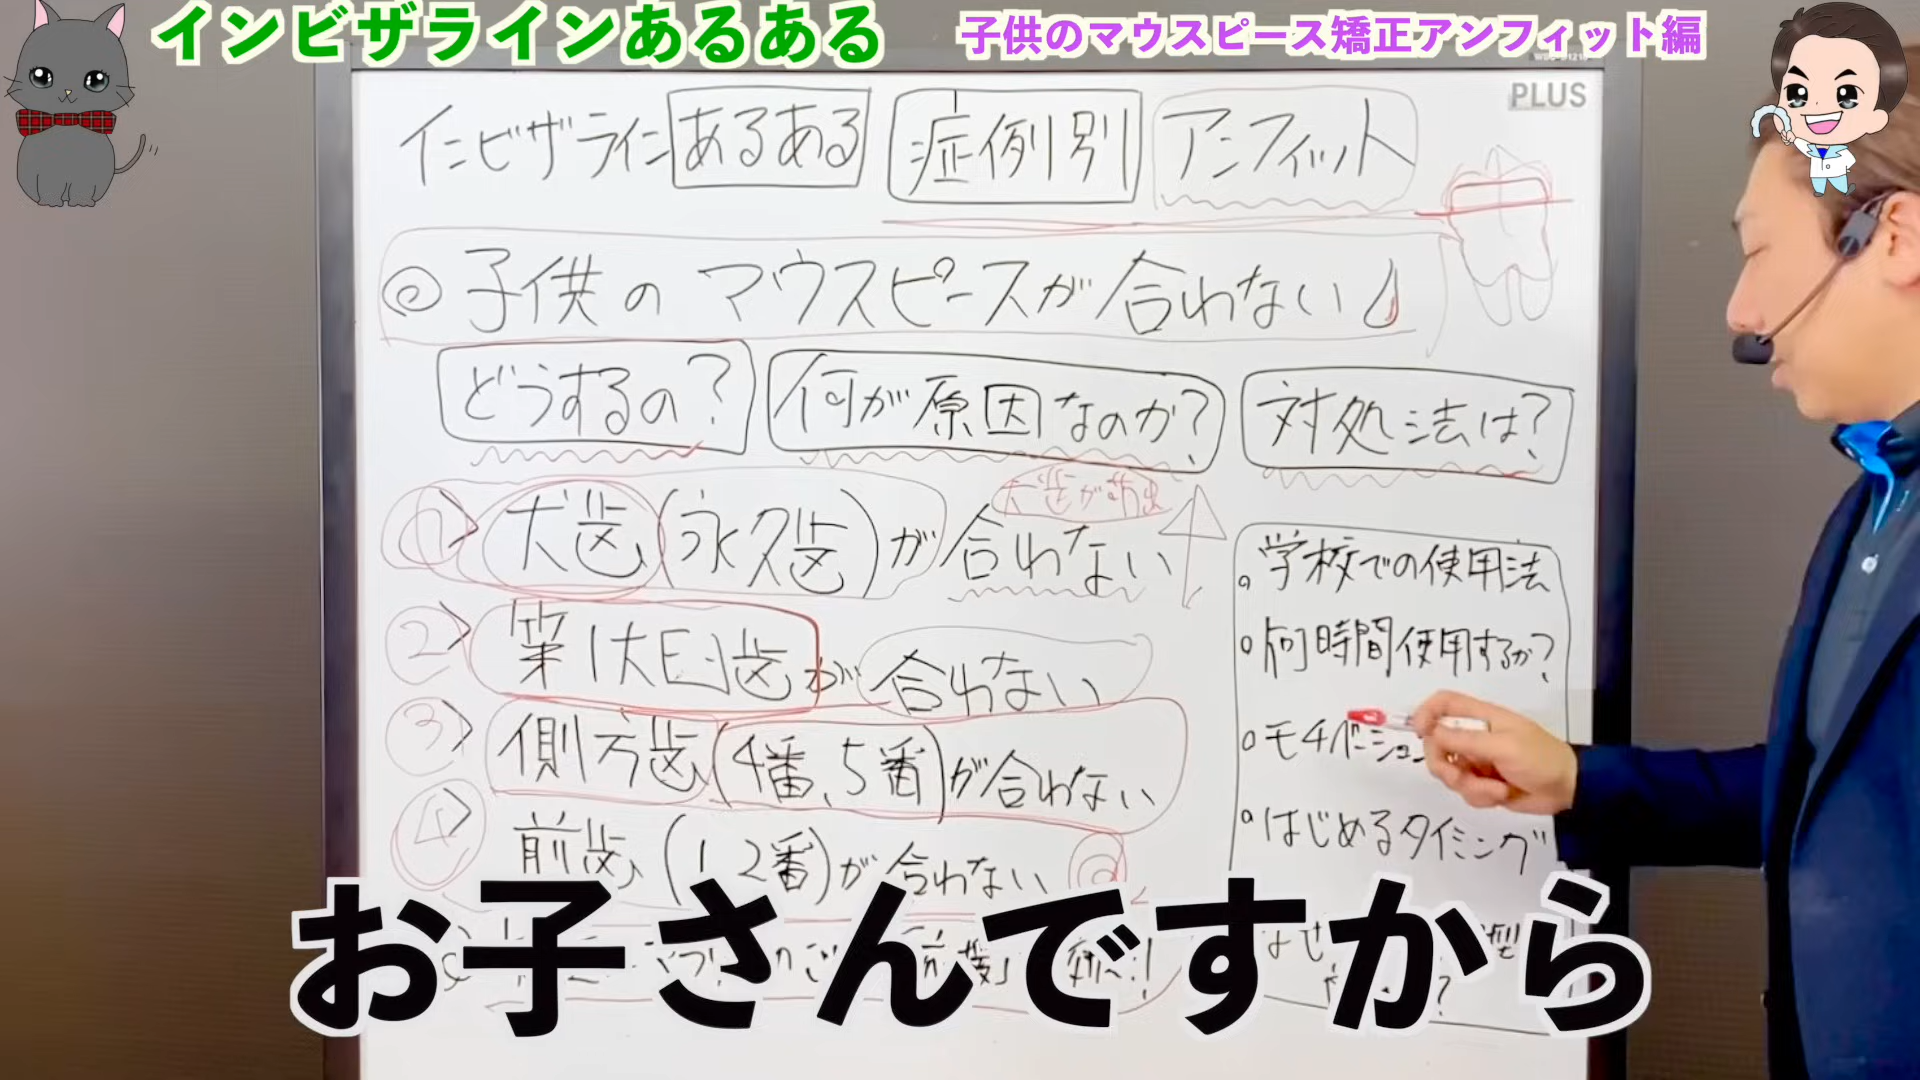 インビザラインあるある
子供のマウスピース矯正アンフィット編
PLUS
インビザラインあるある 症例別 アンフィット
◎子供のマウスピースが合わない
どうするの? 何が原因なのか? 対処法は?
犬歯が萌出
① 犬歯(永久歯)が合わない
② 第1大臼歯が合わない
③ 側方歯(4番、5番)が合わない
④ 前歯(1 2番)が合わない
学校での使用法
何時間使用するか?
モチベーション
はじめるタイミング
お子さんですから